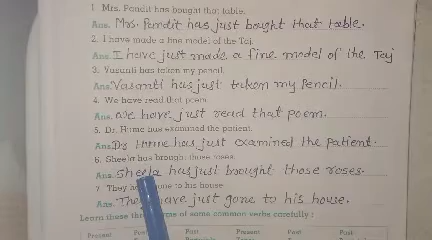 1. Mrs. Pandit has bought that table.
Ans. Mrs. Pandit has just bought that table.
2. I have made a fine model of the Taj.
Ans. I have just made a fine model of the Taj
3. Vasanti has taken my pencil.
Ans. Vasanti has just taken my Pencil.
4. We have read that poem.
Ans. We have just read that poem.
5. Dr. Hume has examined the patient.
Ans. Dr Hume has just examined the patient.
6. Sheela has brought those roses.
Ans. Sheela has just brought those roses.
7. They gone to his house
Ans. They have just gone to his house.
Learn these of some common verbs carefully :
Present Past Present Past Past